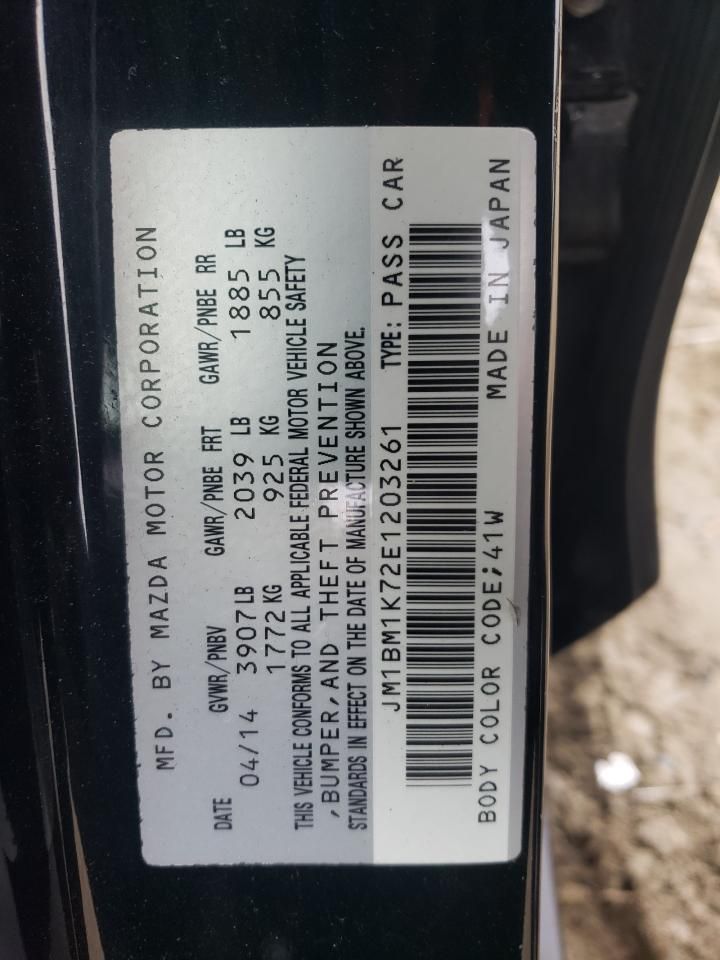 MFD. BY MAZDA MOTOR CORPORATION
DATE GVWR/PNBV GAWR/PNBE FRT GAWR/PNBE RR
04/14 3907LB 2039 LB 1885 LB
1772KG 925 KG 855 KG
THIS VEHICLE CONFORMS TO ALL APPLICABLE FEDERAL MOTOR VEHICLE SAFETY
,BUMPER,AND THEFT PREVENTION
STANDARDS IN EFFECT ON THE DATE OF MANUFACTURE SHOWN ABOVE.
JM1BM1K72E1203261 TYPE: PASS CAR
BODY COLOR CODE;41W MADE IN JAPAN